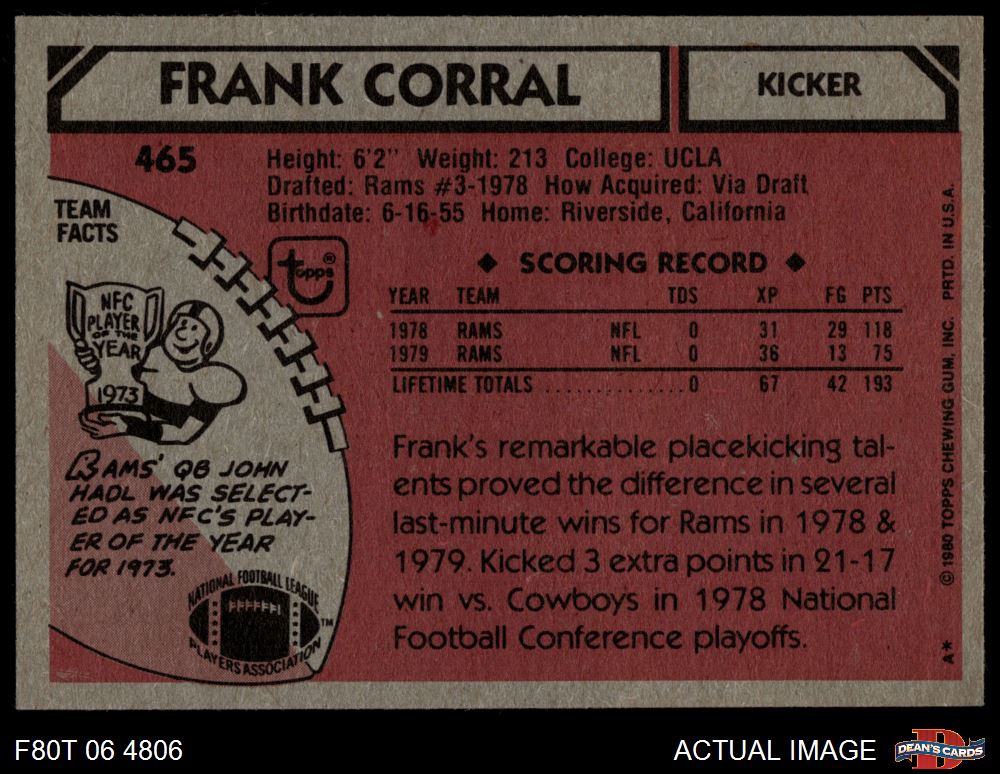 FRANK CORRAL
KICKER
465
Height: 6'2" Weight: 213 College: UCLA
Drafted: Rams #3-1978 How Acquired: Via Draft
Birthdate: 6-16-55 Home: Riverside, California
TEAM
FACTS
NFC
PLAYER
OF THE
YEAR
1973
RAMS' QB JOHN
HADL WAS SELECT-
ED AS NFC'S PLAY-
ER OF THE YEAR
FOR 1973.
NATIONAL FOOTBALL LEAGUE
PLAYERS ASSOCIATION
TM
topps®
◆ SCORING RECORD ◆
YEAR TEAM TDS XP FG PTS
1978 RAMS NFL 0 31 29 118
1979 RAMS NFL 0 36 13 75
LIFETIME TOTALS ................0 67 42 193
Frank's remarkable placekicking tal-
ents proved the difference in several
last-minute wins for Rams in 1978 &
1979. Kicked 3 extra points in 21-17
win vs. Cowboys in 1978 National
Football Conference playoffs.
A* © 1980 TOPPS CHEWING GUM, INC. PRTD. IN U.S.A.
F80T 06 4806
ACTUAL IMAGE
D
DEAN'S CARDS